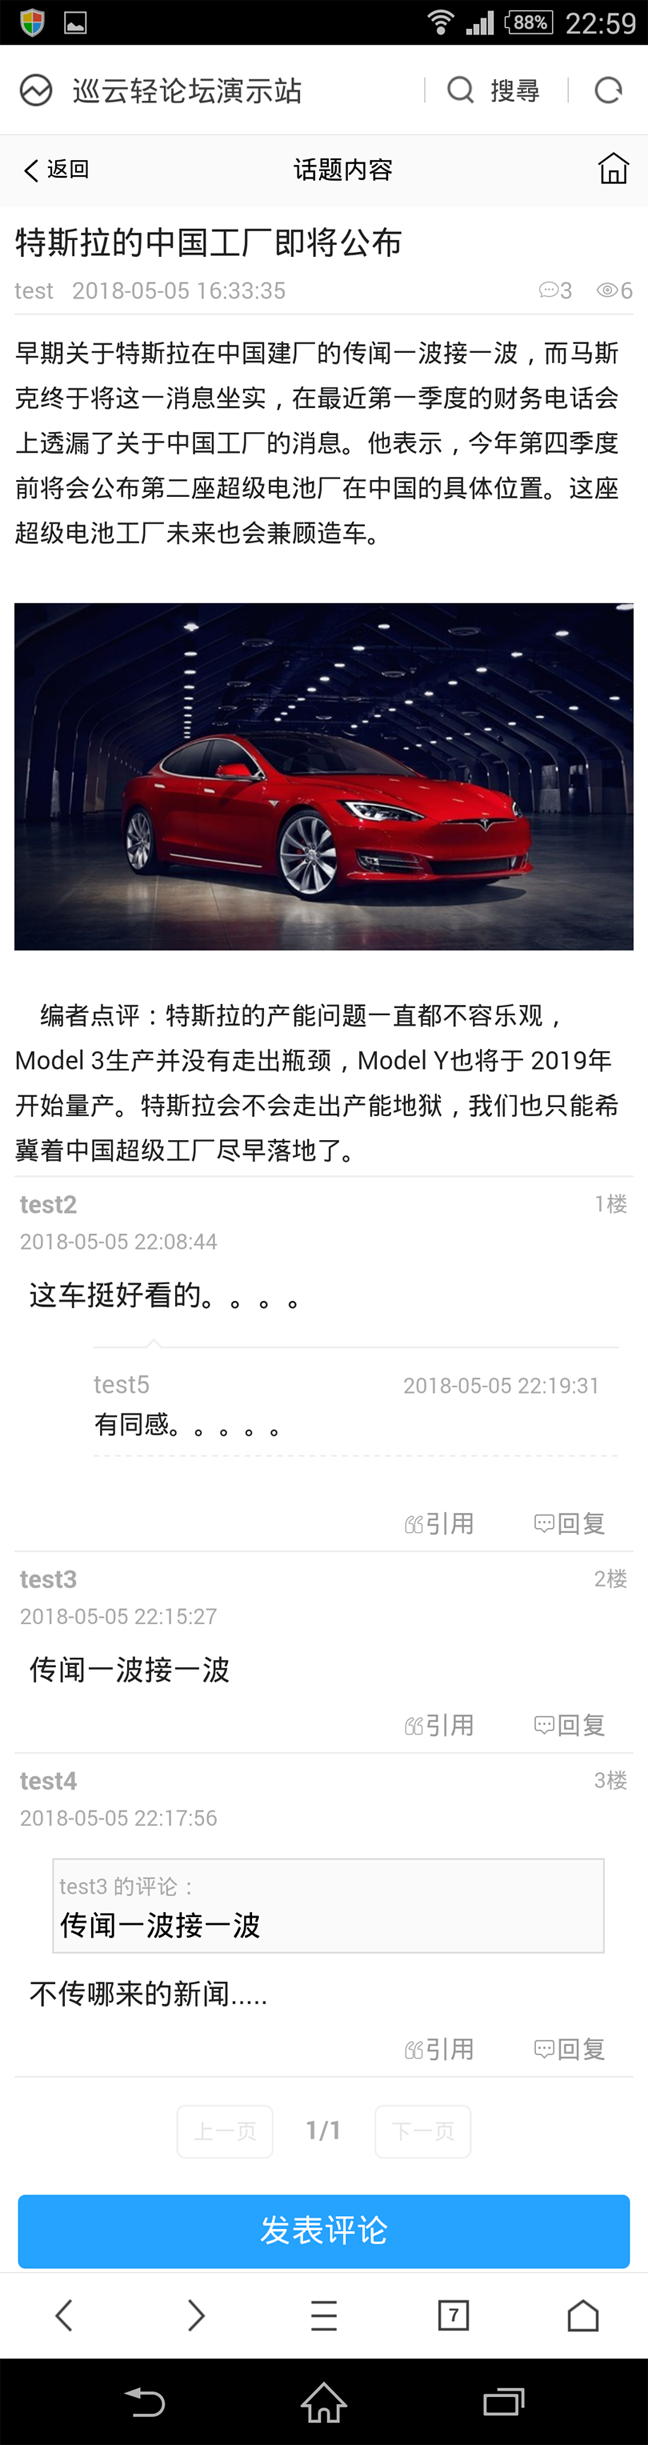 88% 22:59
巡云轻论坛演示站 搜尋
返回 话题内容
特斯拉的中国工厂即将公布
test 2018-05-05 16:33:35 3 6
早期关于特斯拉在中国建厂的传闻一波接一波，而马斯
克终于将这一消息坐实，在最近第一季度的财务电话会
上透漏了关于中国工厂的消息。他表示，今年第四季度
前将会公布第二座超级电池厂在中国的具体位置。这座
超级电池工厂未来也会兼顾造车。
编者点评：特斯拉的产能问题一直都不容乐观，
Model 3生产并没有走出瓶颈，Model Y也将于 2019年
开始量产。特斯拉会不会走出产能地狱，我们也只能希
冀着中国超级工厂尽早落地了。
test2 1楼
2018-05-05 22:08:44
这车挺好看的。。。。
test5 2018-05-05 22:19:31
有同感。。。。。
引用 回复
test3 2楼
2018-05-05 22:15:27
传闻一波接一波
引用 回复
test4 3楼
2018-05-05 22:17:56
test3 的评论：
传闻一波接一波
不传哪来的新闻.....
引用 回复
上一页 1/1 下一页
发表评论
7